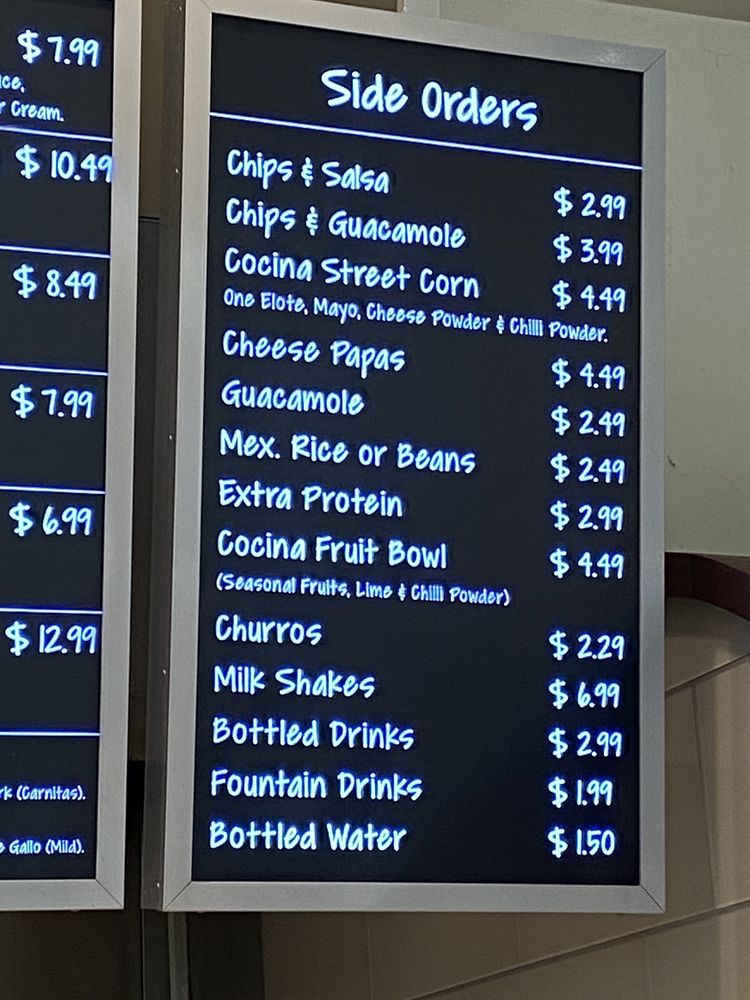 $7.99
r Cream.
$10.49
$8.49
$7.99
$6.99
$12.99
(Carnitas).
Gallo (Mild).
Side Orders
Chips & Salsa $2.99
Chips & Guacamole $3.99
Cocina Street Corn $4.49
One Elote, Mayo, Cheese Powder & Chilli Powder.
Cheese Papas $4.49
Guacamole $2.49
Mex. Rice or Beans $2.49
Extra Protein $2.99
Cocina Fruit Bowl $4.49
(Seasonal Fruits, Lime & Chilli Powder)
Churros $2.29
Milk Shakes $6.99
Bottled Drinks $2.99
Fountain Drinks $1.99
Bottled Water $1.50